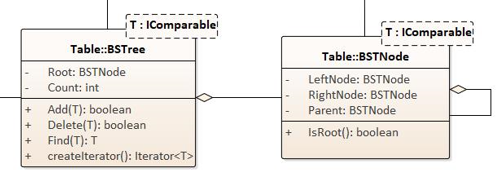 T : IComparable
Table::BSTree
- Root: BSTNode
- Count: int
+ Add(T): boolean
+ Delete(T): boolean
+ Find(T): T
+ createIterator(): Iterator<T>
T : IComparable
Table::BSTNode
- LeftNode: BSTNode
- RightNode: BSTNode
- Parent: BSTNode
+ IsRoot(): boolean